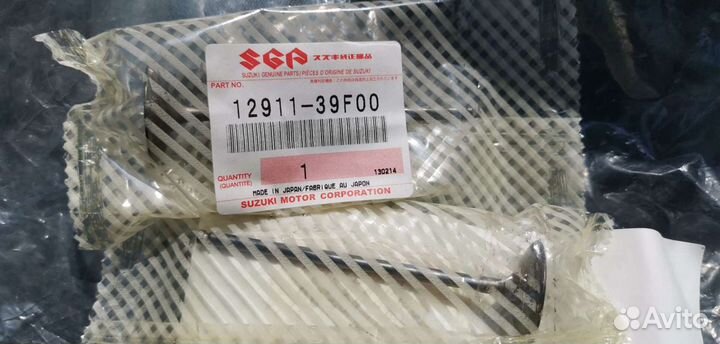 SGP スズキ純正部品
SUZUKI GENUINE PARTS/PIÈCES D'ORIGINE DE SUZUKI
PART NO.
12911-39F00
QUANTITY
(QUANTITÉ)
1
130214
MADE IN JAPAN/FABRIQUE AU JAPON
SUZUKI MOTOR CORPORATION
Avito